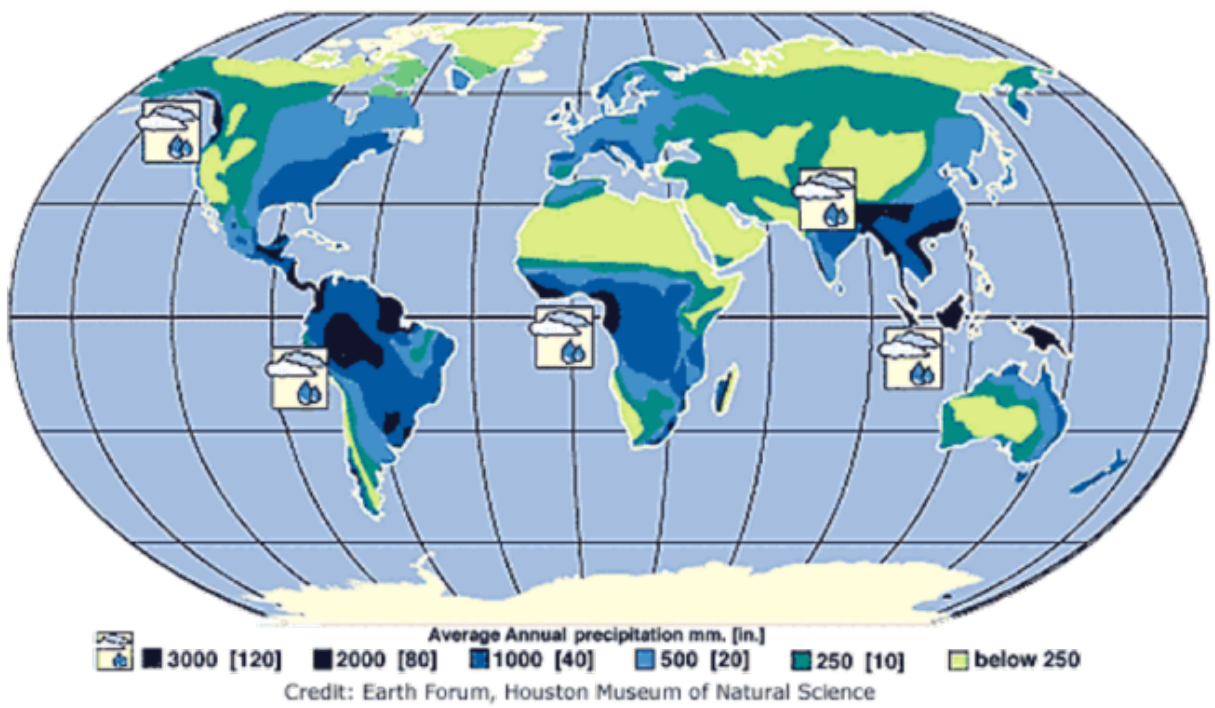 Average Annual precipitation mm. [in.]
3000 [120] 2000 [80] 1000 [40] 500 [20] 250 [10] below 250
Credit: Earth Forum, Houston Museum of Natural Science